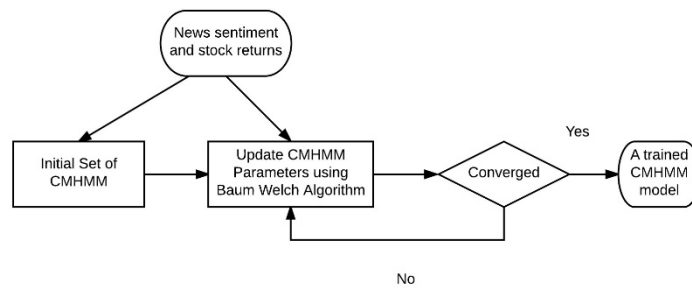 News sentiment
and stock returns
Initial Set of
CMHMM
Update CMHMM
Parameters using
Baum Welch Algorithm
Converged
Yes
A trained
CMHMM
model
No